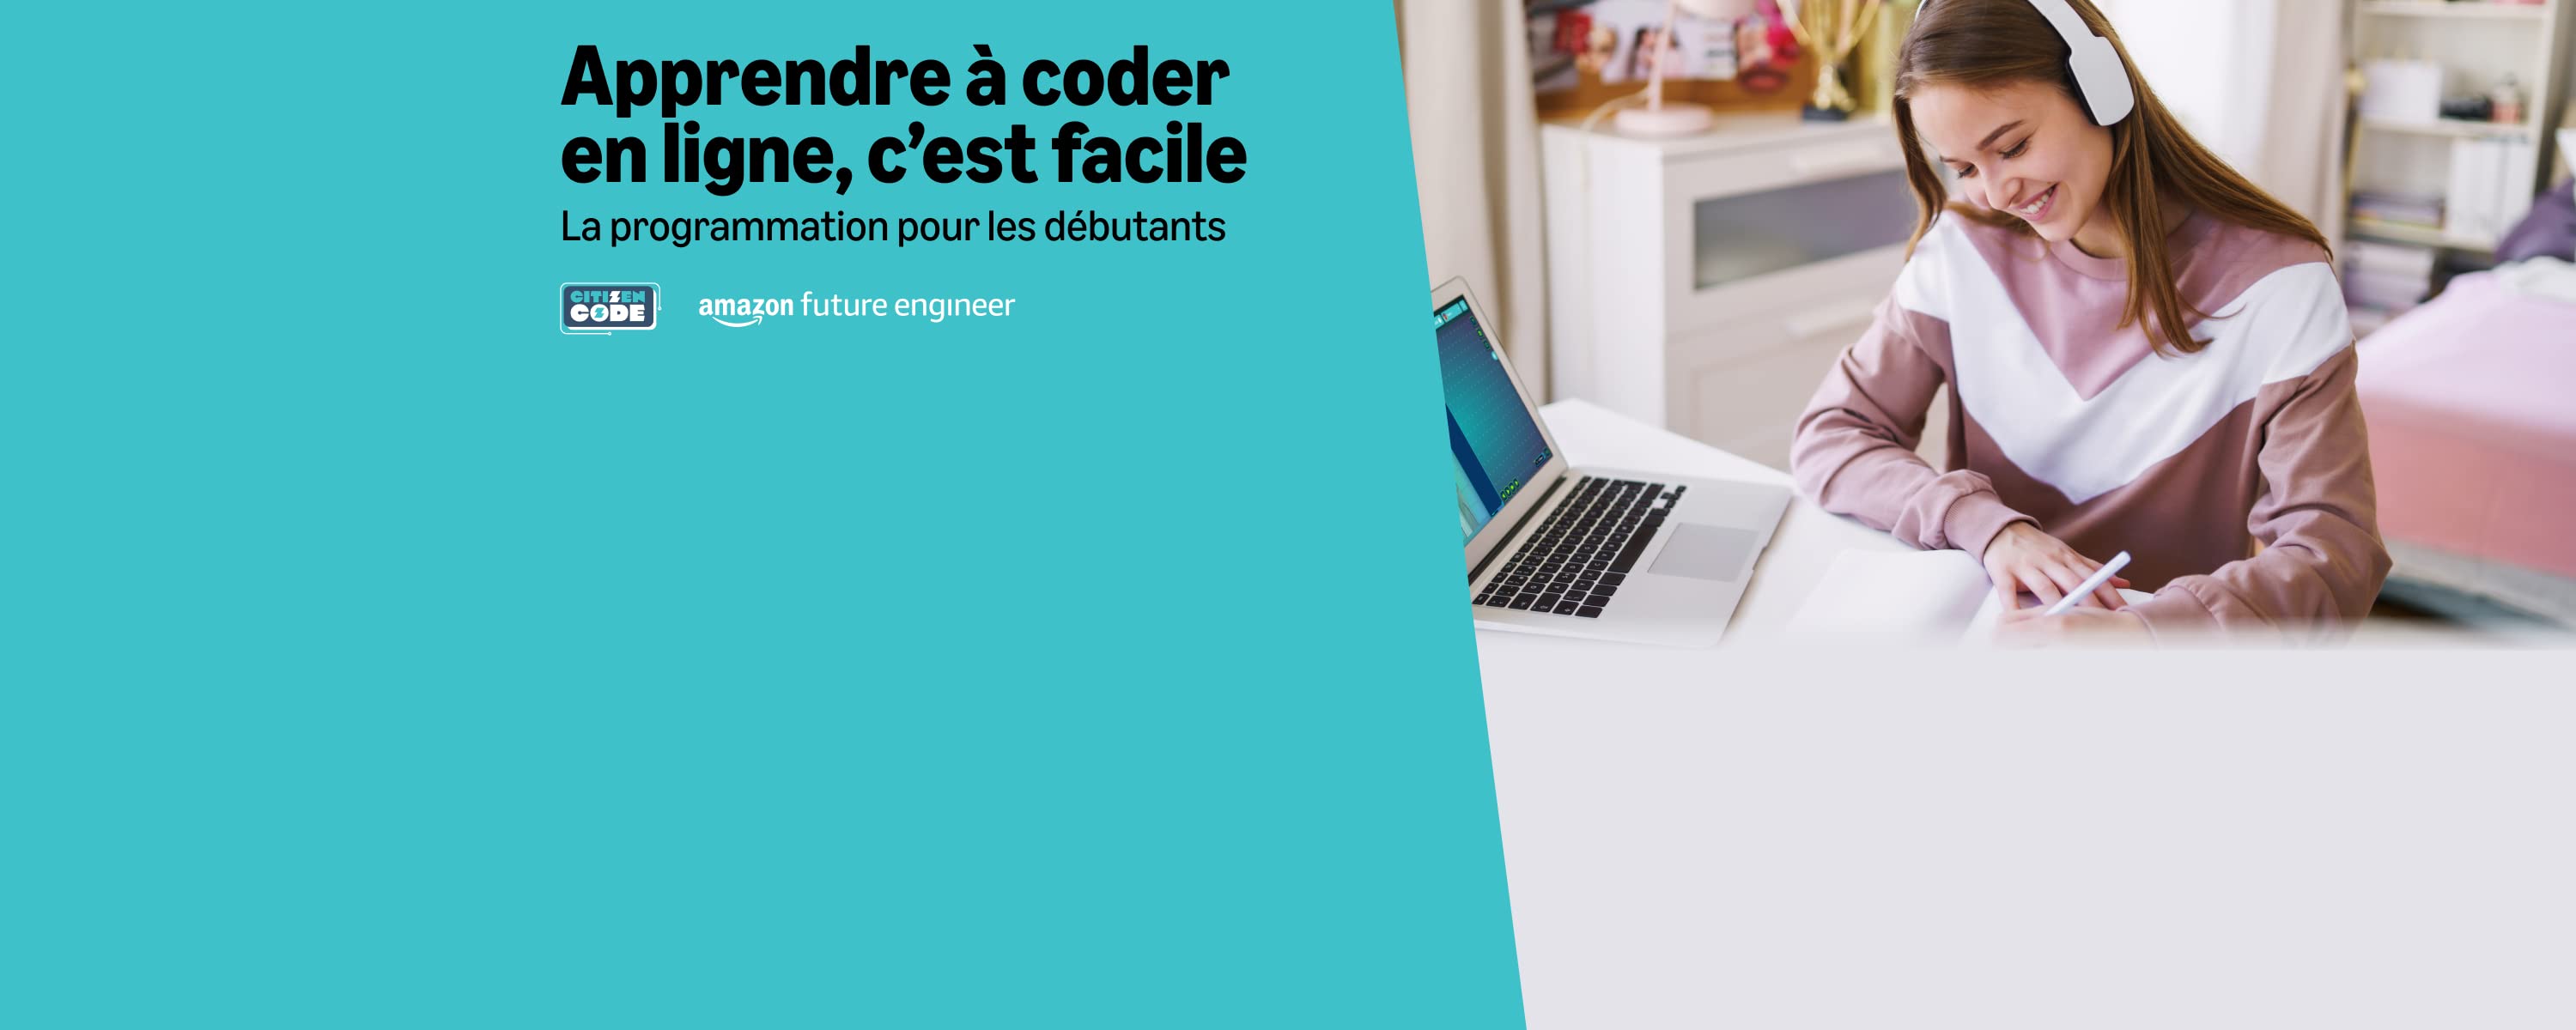 Apprendre à coder
en ligne, c’est facile
La programmation pour les débutants
CITIZEN
CODE
amazon future engineer